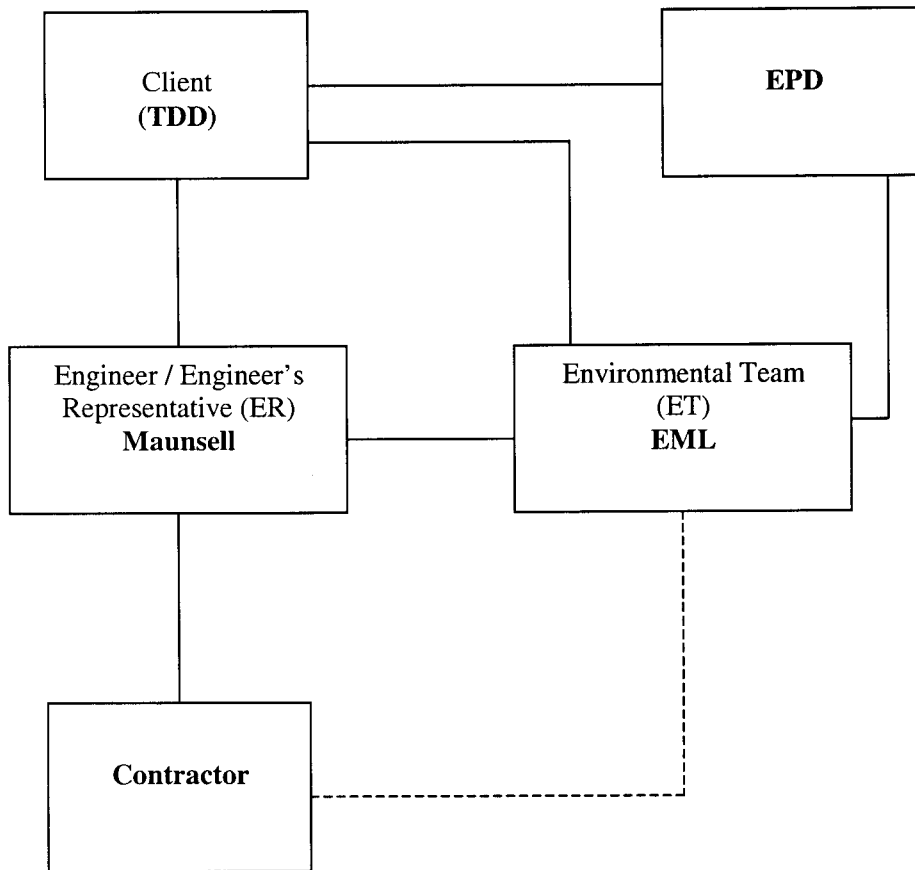 Client
(TDD)
EPD
Engineer / Engineer's
Representative (ER)
Maunsell
Environmental Team
(ET)
EML
Contractor